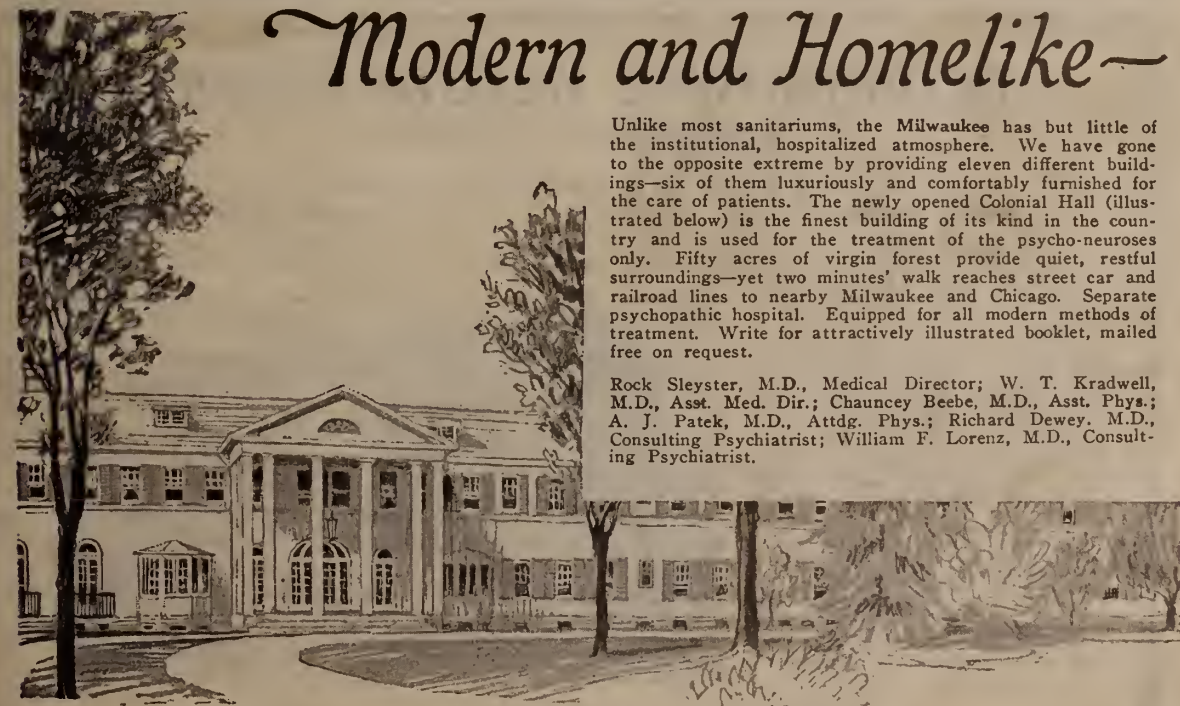 Modern and Homelike—
Unlike most sanitariums, the Milwaukee has but little of
the institutional, hospitalized atmosphere. We have gone
to the opposite extreme by providing eleven different build-
ings—six of them luxuriously and comfortably furnished for
the care of patients. The newly opened Colonial Hall (illus-
trated below) is the finest building of its kind in the coun-
try and is used for the treatment of the psycho-neuroses
only. Fifty acres of virgin forest provide quiet, restful
surroundings—yet two minutes' walk reaches street car and
railroad lines to nearby Milwaukee and Chicago. Separate
psychopathic hospital. Equipped for all modern methods of
treatment. Write for attractively illustrated booklet, mailed
free on request.
Rock Sleyster, M.D., Medical Director; W. T. Kradwell,
M.D., Asst. Med. Dir.; Chauncey Beebe, M.D., Asst. Phys.;
A. J. Patek, M.D., Attdg. Phys.; Richard Dewey. M.D.,
Consulting Psychiatrist; William F. Lorenz, M.D., Consult-
ing Psychiatrist.